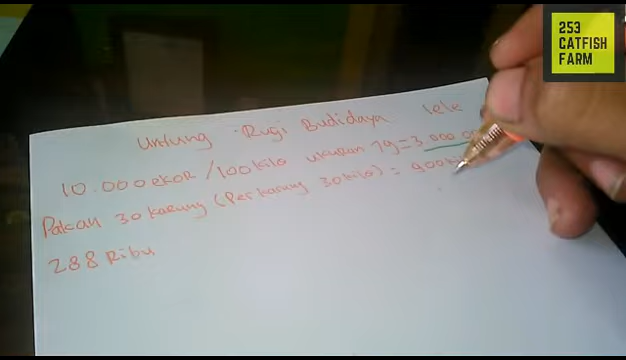 253
CATFISH
FARM
Untung Rugi Budidaya lele
10.000 ekor / 100 kilo ukuran 79 = 3.000.00
Pakan 30 karung (Per karung 30 kilo) = 900
288 Ribu